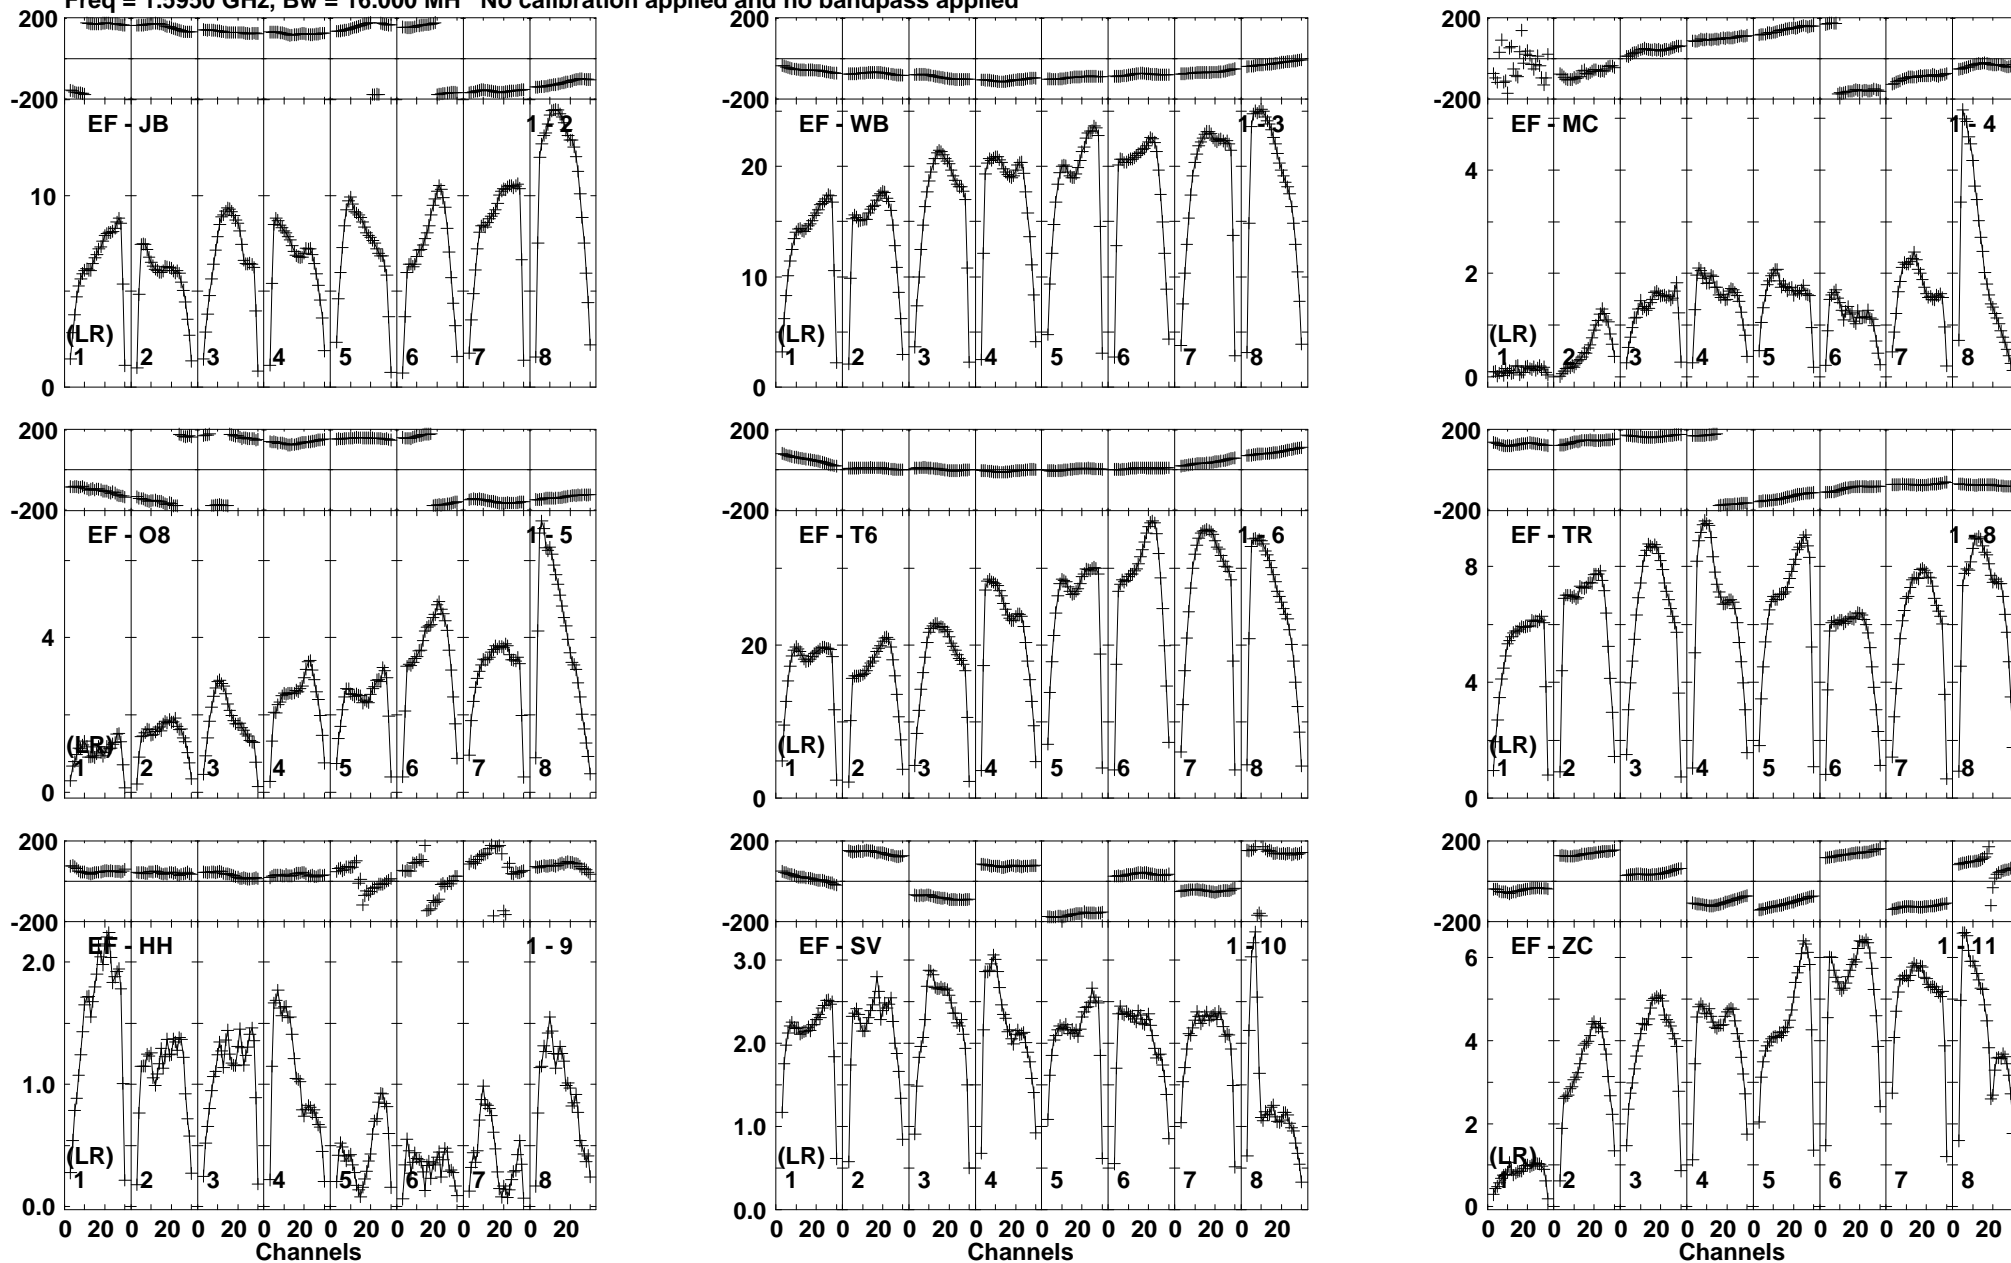 Freq = 1.5950 GHz, Bw = 16.000 MH No calibration applied and no bandpass applied
200 200 200
-200 -200 -200
EF - JB 1 - 2 EF - WB 1 - 3 EF - MC 1 - 4
10 20 4
10 2
(LR) (LR) (LR)
1 2 3 4 5 6 7 8 1 2 3 4 5 6 7 8 1 2 3 4 5 6 7 8
0 0 0
200 200 200
-200 -200 -200
EF - O8 1 - 5 EF - T6 1 - 6 EF - TR 1 - 8
4 20 8
4
(LR) (LR) (LR)
1 2 3 4 5 6 7 8 1 2 3 4 5 6 7 8 1 2 3 4 5 6 7 8
0 0 0
200 200 200
-200 -200 -200
EF - HH 1 - 9 EF - SV 1 - 10 EF - ZC 1 - 11
2.0 3.0 6
2.0 4
1.0 1.0 2
(LR) (LR) (LR)
1 2 3 4 5 6 7 8 1 2 3 4 5 6 7 8 1 2 3 4 5 6 7 8
0.0 0.0 0
0 20 0 20 0 20 0 20 0 20 0 20 0 20 0 20 0 20 0 20 0 20 0 20 0 20 0 20 0 20 0 20 0 20 0 20 0 20 0 20 0 20 0 20 0 20 0 20
Channels Channels